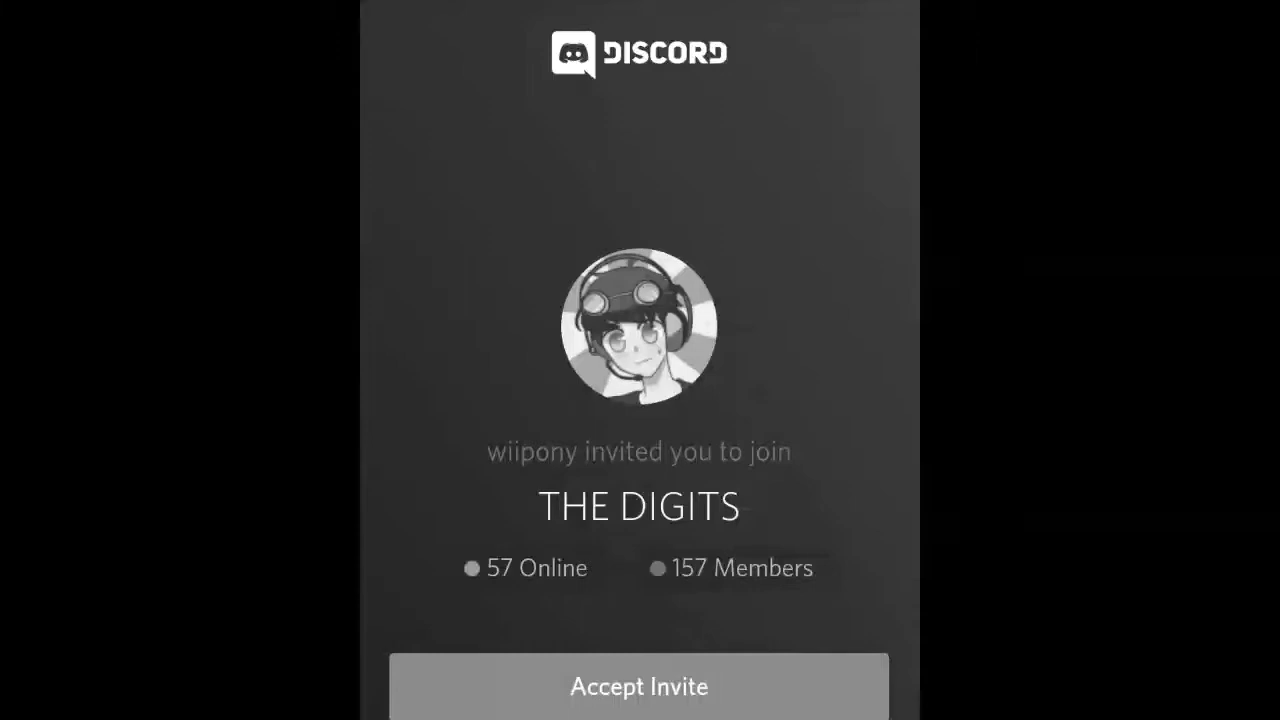 DISCORD
wiipony invited you to join
THE DIGITS
57 Online 157 Members
Accept Invite